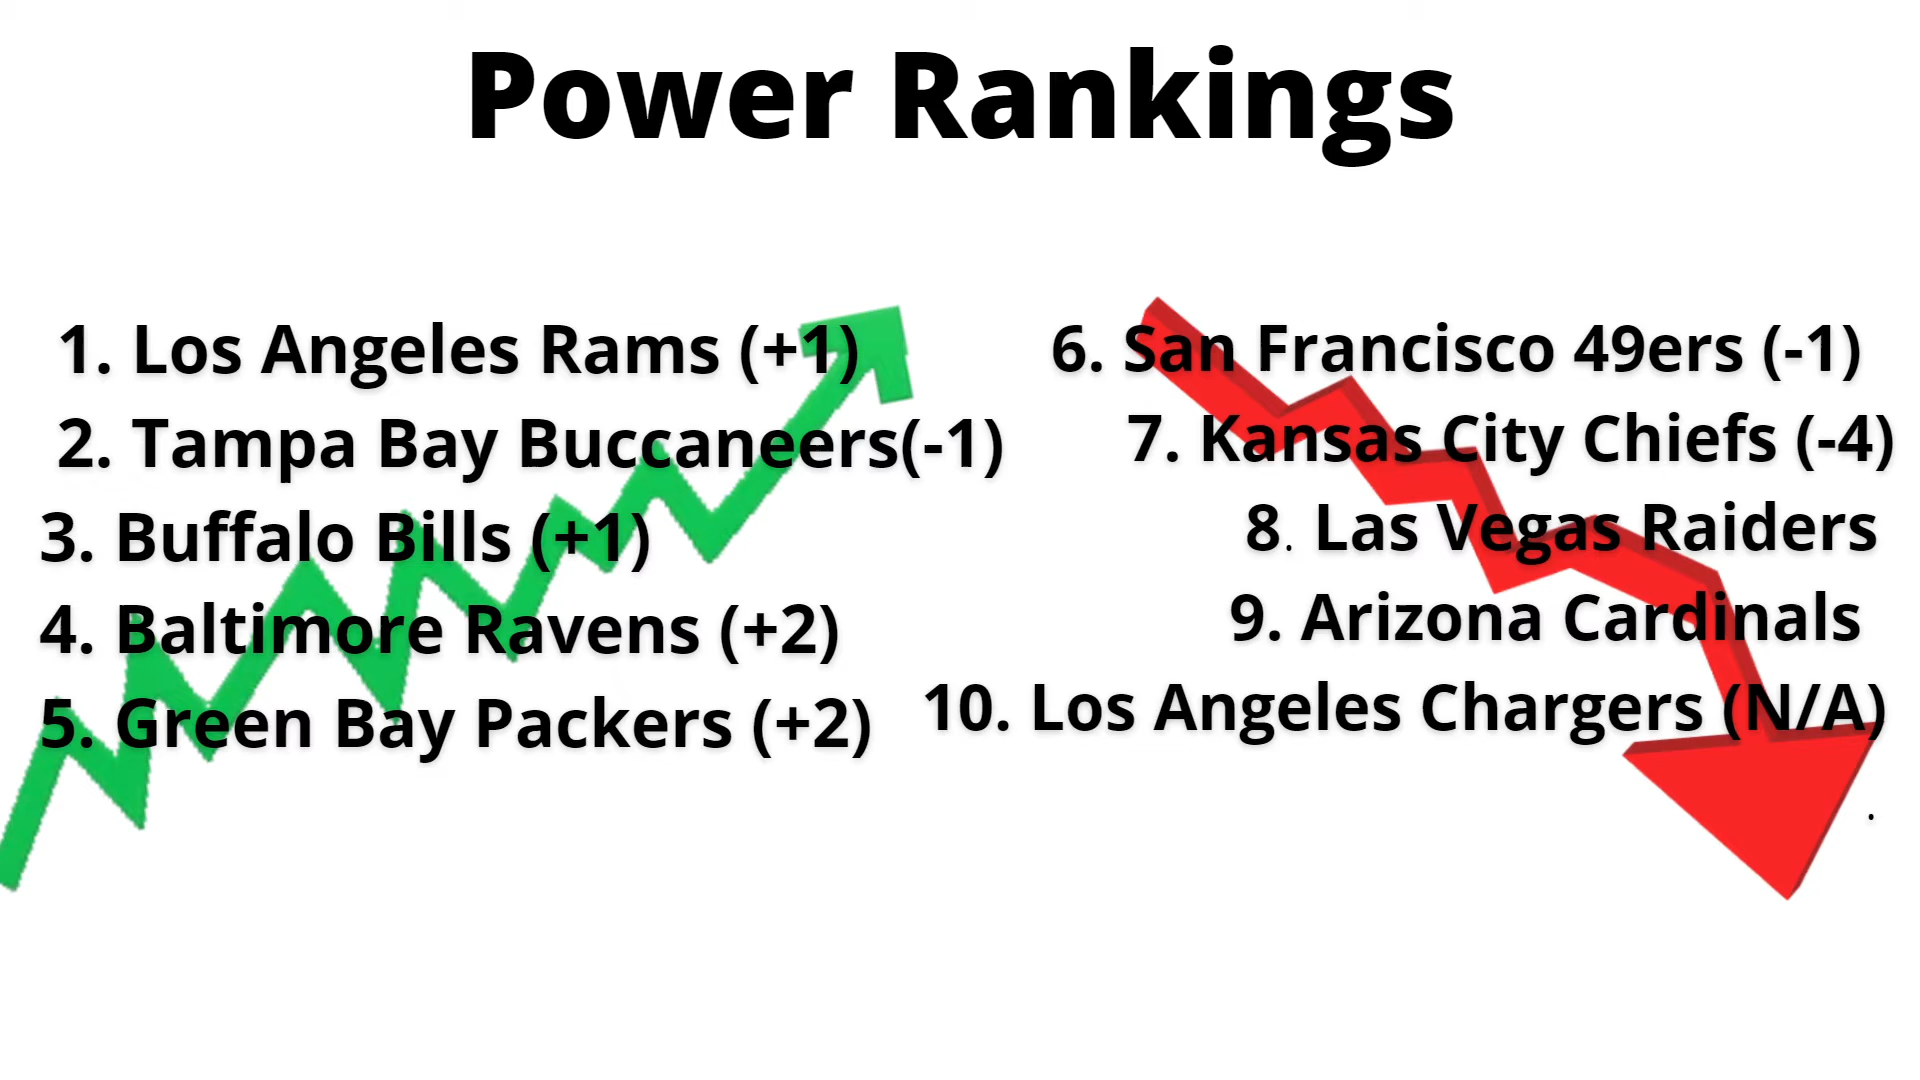 Power Rankings
1. Los Angeles Rams (+1)
2. Tampa Bay Buccaneers(-1)
3. Buffalo Bills (+1)
4. Baltimore Ravens (+2)
5. Green Bay Packers (+2)
6. San Francisco 49ers (-1)
7. Kansas City Chiefs (-4)
8. Las Vegas Raiders
9. Arizona Cardinals
10. Los Angeles Chargers (N/A)
.